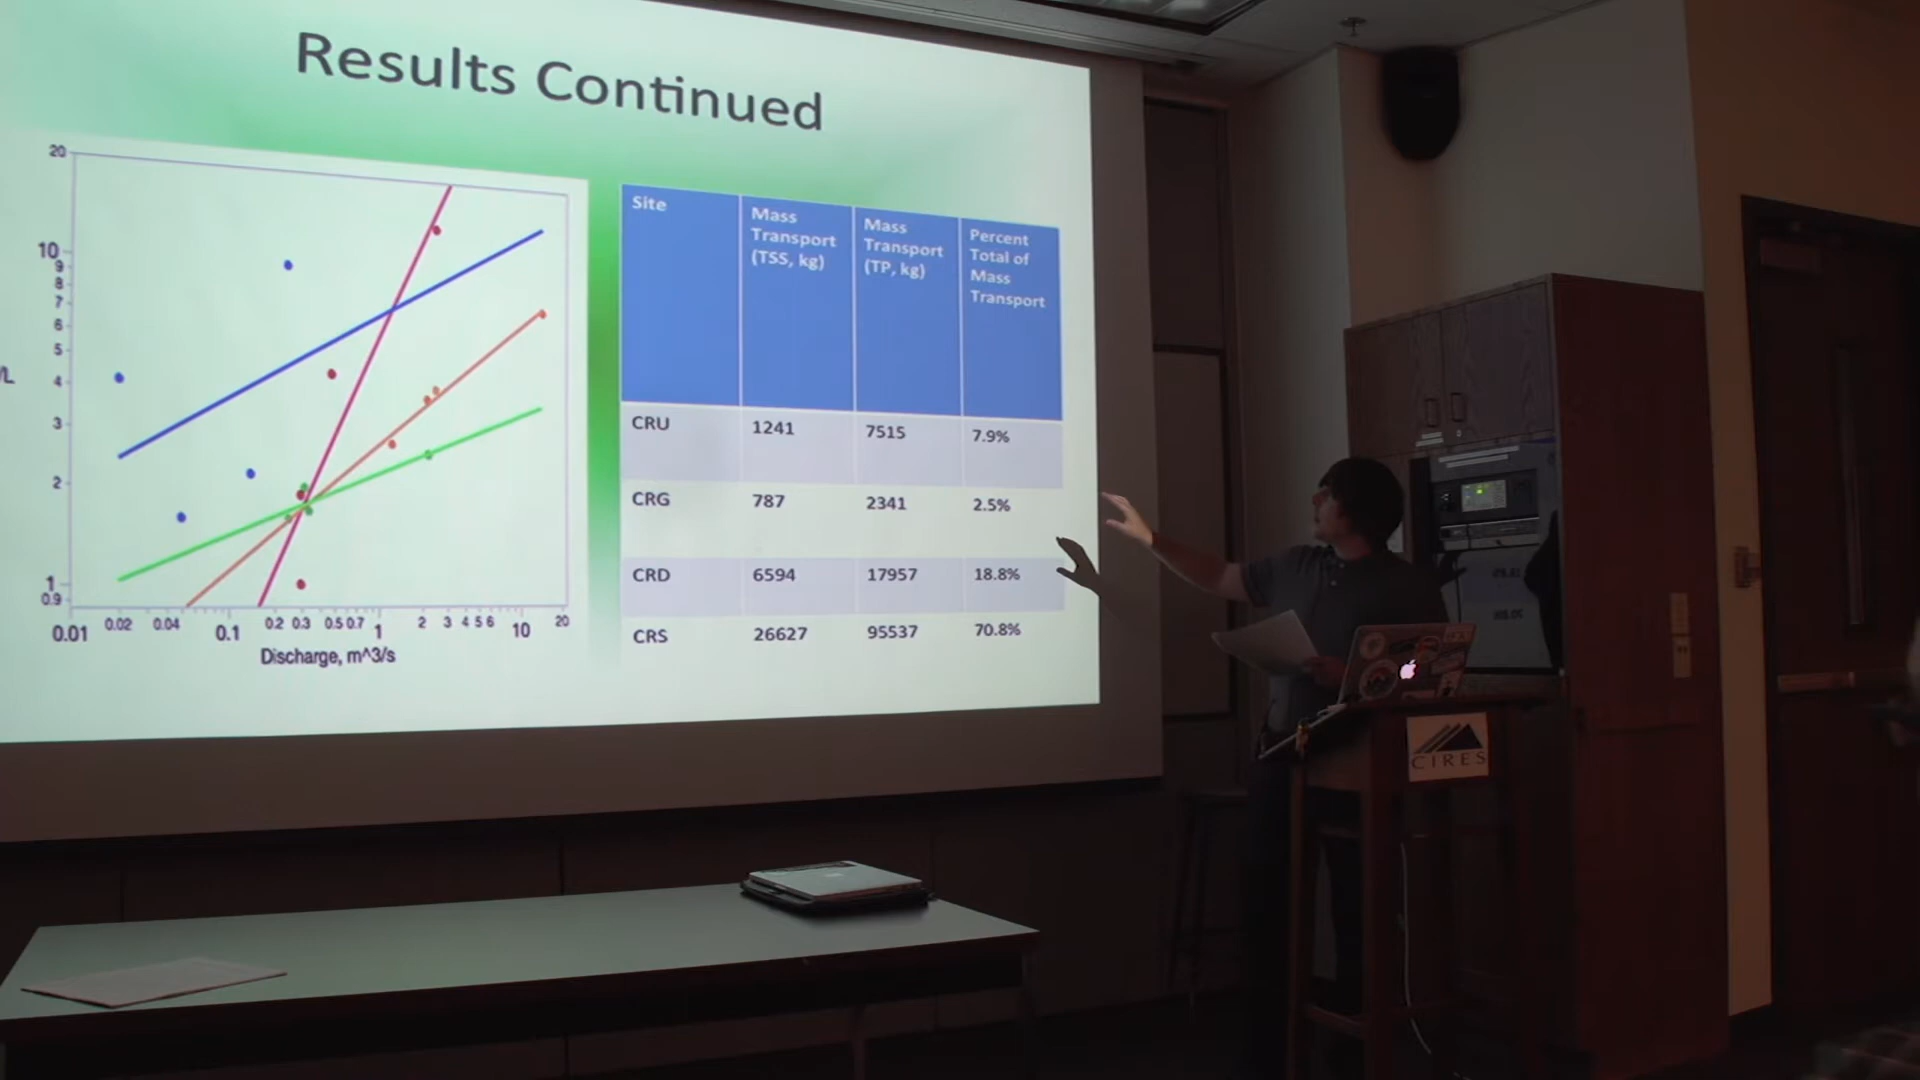 Results Continued
20
10
9
8
7
6
5
/L
4
3
2
1
0.9
0.01
0.02
0.04
0.1
0.2
0.3
0.5 0.7
1
2
3
4 5 6
10
20
Discharge, m^3/s
Site
Mass
Transport
(TSS, kg)
Mass
Transport
(TP, kg)
Percent
Total of
Mass
Transport
CRU 1241 7515 7.9%
CRG 787 2341 2.5%
CRD 6594 17957 18.8%
CRS 26627 95537 70.8%
CIRES